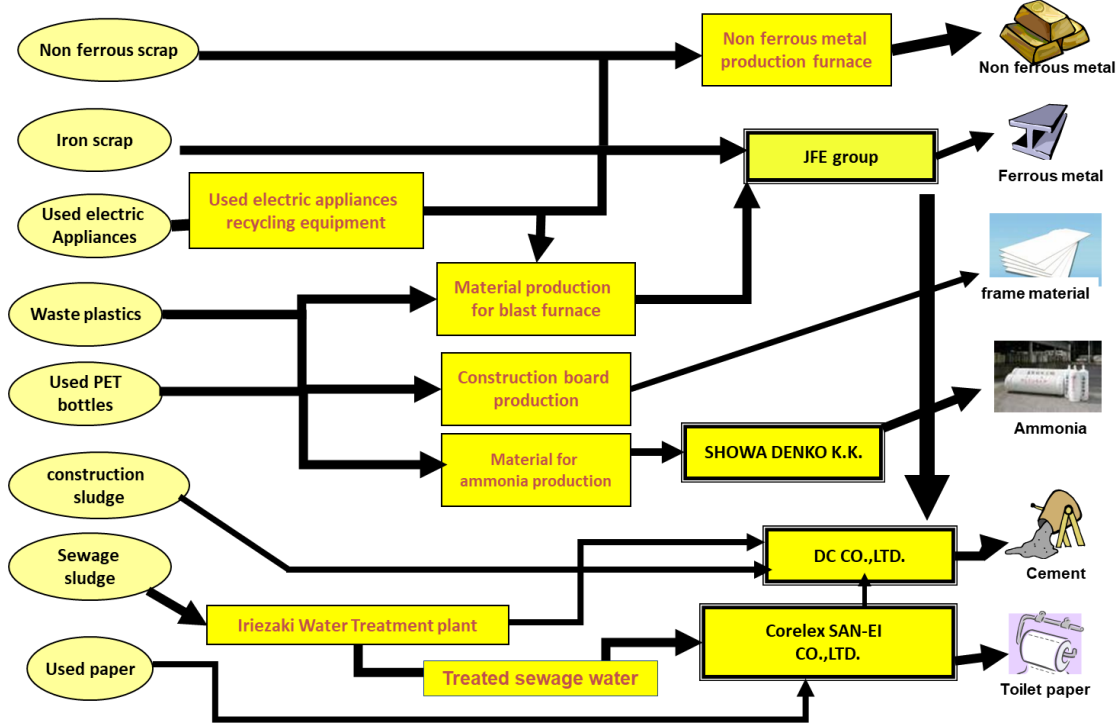 Non ferrous scrap
Non ferrous metal
production furnace
Non ferrous metal
Iron scrap
JFE group
Ferrous metal
Used electric
Appliances
Used electric appliances
recycling equipment
Waste plastics
Material production
for blast furnace
frame material
Used PET
bottles
Construction board
production
Ammonia
Material for
ammonia production
SHOWA DENKO K.K.
construction
sludge
Sewage
sludge
DC CO.,LTD.
Cement
Iriezaki Water Treatment plant
Corelex SAN-EI
CO.,LTD.
Used paper
Treated sewage water
Toilet paper